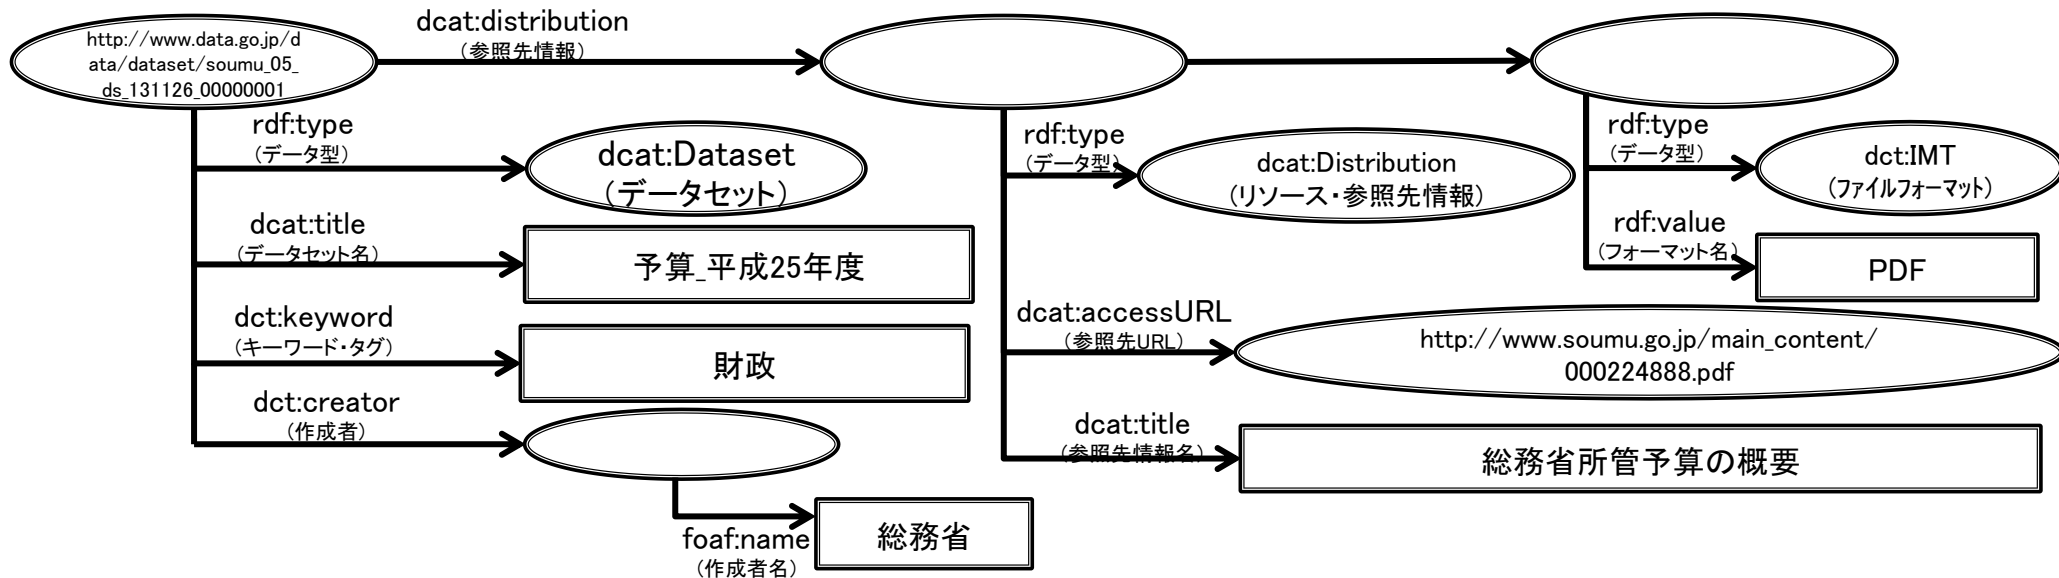 dcat:distribution
（参照先情報）
http://www.data.go.jp/d
ata/dataset/soumu_05_
ds_131126_00000001
rdf:type
（データ型）
dcat:Dataset
（データセット）
dcat:title
（データセット名）
予算_平成25年度
dct:keyword
（キーワード・タグ）
財政
dct:creator
（作成者）
foaf:name
（作成者名）
総務省
rdf:type
（データ型）
dcat:Distribution
（リソース・参照先情報）
dcat:accessURL
（参照先URL）
http://www.soumu.go.jp/main_content/
000224888.pdf
dcat:title
（参照先情報名）
総務省所管予算の概要
rdf:type
（データ型）
dct:IMT
（ファイルフォーマット）
rdf:value
（フォーマット名）
PDF